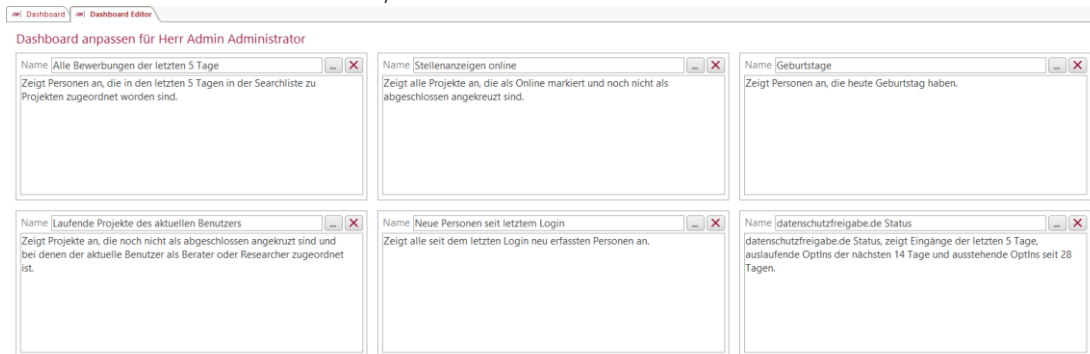 Dashboard
Dashboard Editor
Dashboard anpassen für Herr Admin Administrator
Name Alle Bewerbungen der letzten 5 Tage ...
Zeigt Personen an, die in den letzten 5 Tagen in der Searchliste zu
Projekten zugeordnet worden sind.
Name Stellenanzeigen online ...
Zeigt alle Projekte an, die als Online markiert und noch nicht als
abgeschlossen angekreuzt sind.
Name Geburtstage ...
Zeigt Personen an, die heute Geburtstag haben.
Name Laufende Projekte des aktuellen Benutzers ...
Zeigt Projekte an, die noch nicht als abgeschlossen angekruzt sind und
bei denen der aktuelle Benutzer als Berater oder Researcher zugeordnet
ist.
Name Neue Personen seit letztem Login ...
Zeigt alle seit dem letzten Login neu erfassten Personen an.
Name datenschutzfreigabe.de Status ...
datenschutzfreigabe.de Status, zeigt Eingänge der letzten 5 Tage,
auslaufende OptIns der nächsten 14 Tage und ausstehende OptIns seit 28
Tagen.